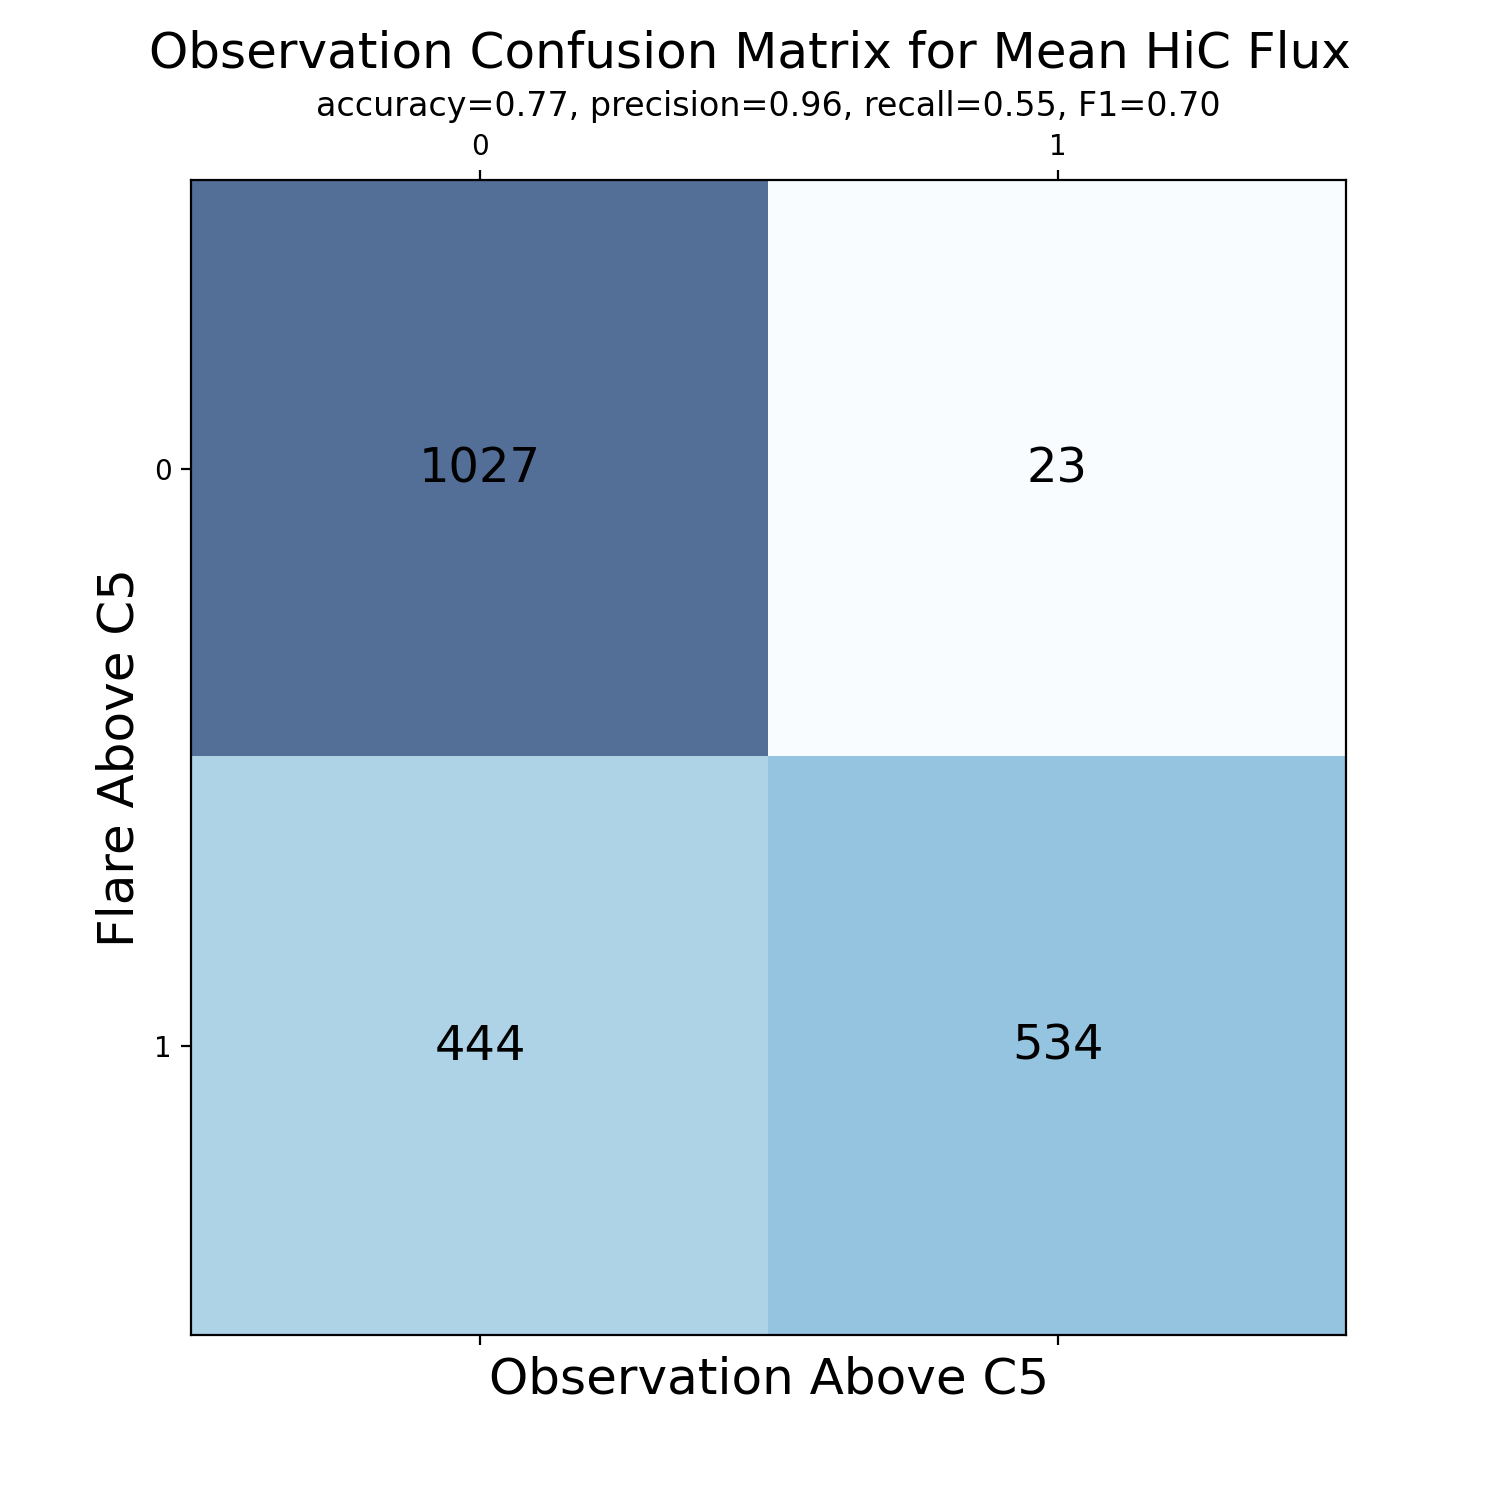 Observation Confusion Matrix for Mean HiC Flux
accuracy=0.77, precision=0.96, recall=0.55, F1=0.70
0 1
0
1027 23
Flare Above C5
1
444 534
Observation Above C5